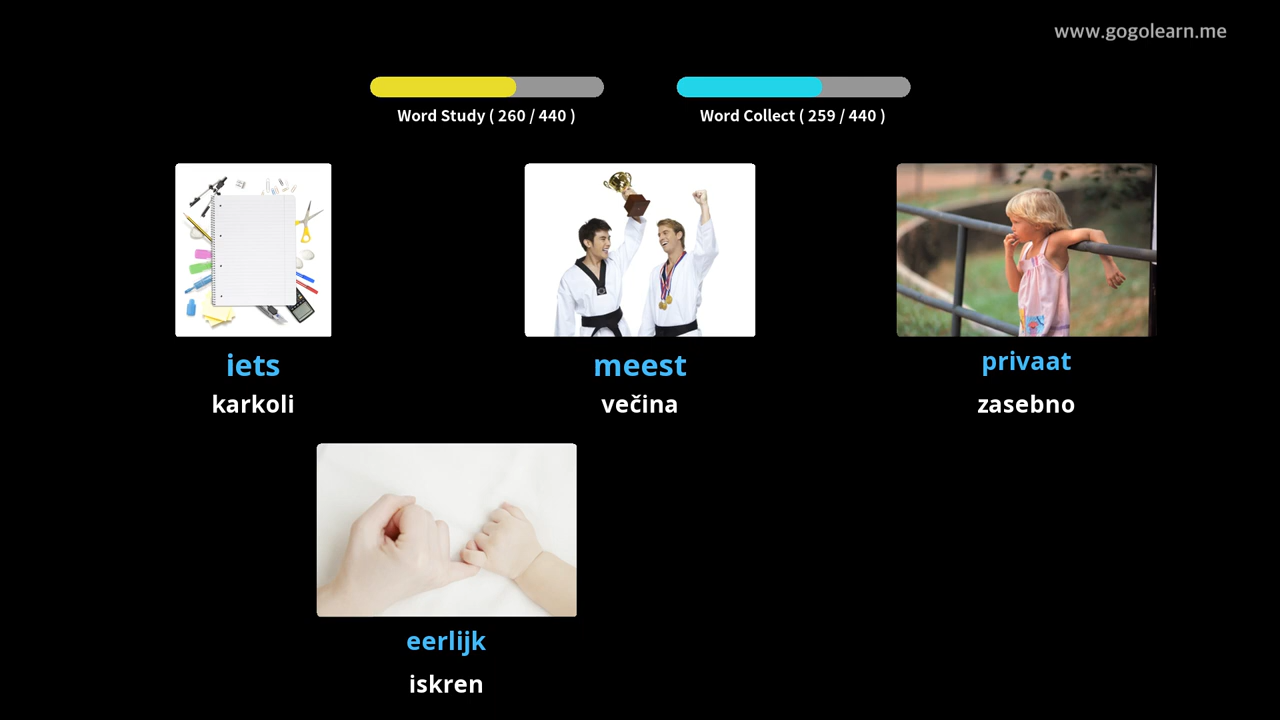 www.gogolearn.me
Word Study ( 260 / 440 )
Word Collect ( 259 / 440 )
iets
karkoli
meest
večina
privaat
zasebno
eerlijk
iskren